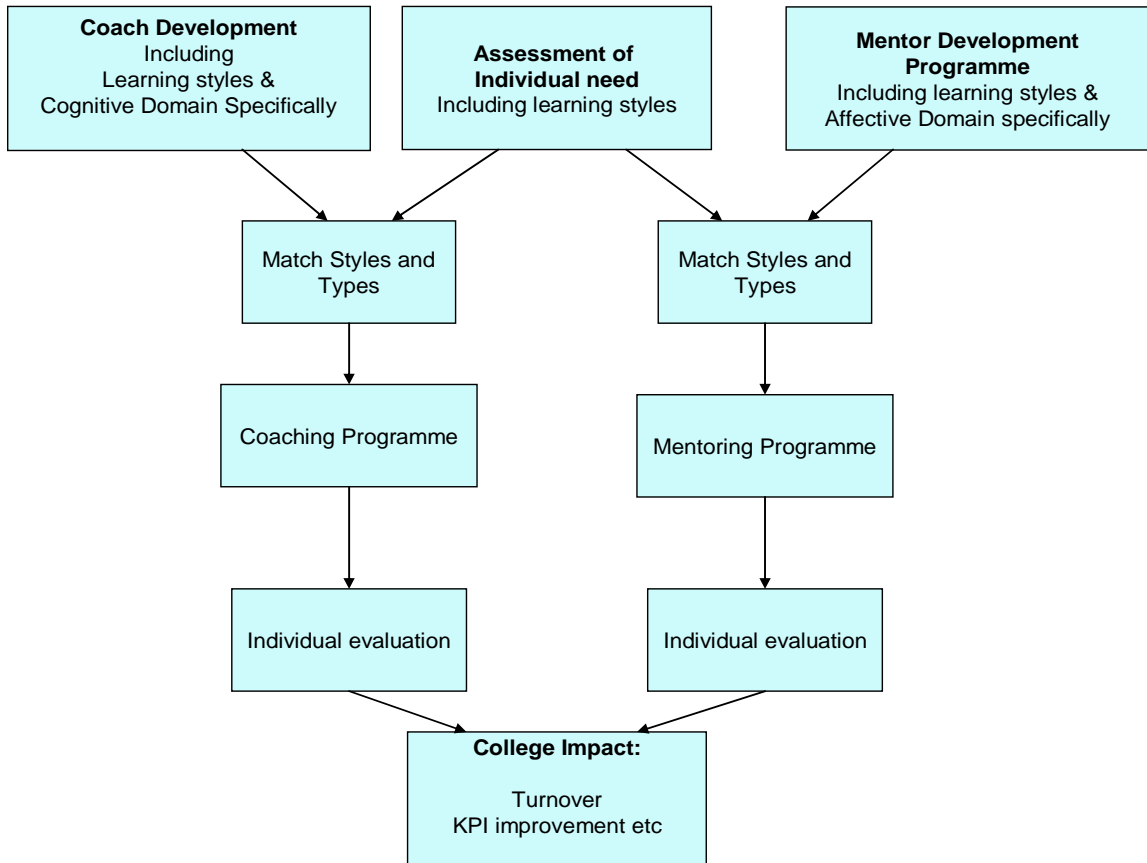 Coach Development
Including
Learning styles &
Cognitive Domain Specifically
Assessment of
Individual need
Including learning styles
Mentor Development
Programme
Including learning styles &
Affective Domain specifically
Match Styles and
Types
Match Styles and
Types
Coaching Programme
Mentoring Programme
Individual evaluation
Individual evaluation
College Impact:
Turnover
KPI improvement etc